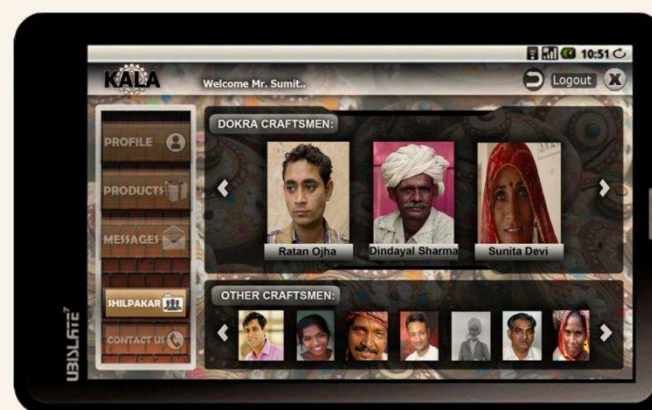 10:51
KALA
Welcome Mr. Sumit..
Logout
X
PROFILE
PRODUCTS
MESSAGES
SHILPAKAR
CONTACT US
DOKRA CRAFTSMEN:
Ratan Ojha
Dindayal Sharma
Sunita Devi
OTHER CRAFTSMEN:
UBISLATE7